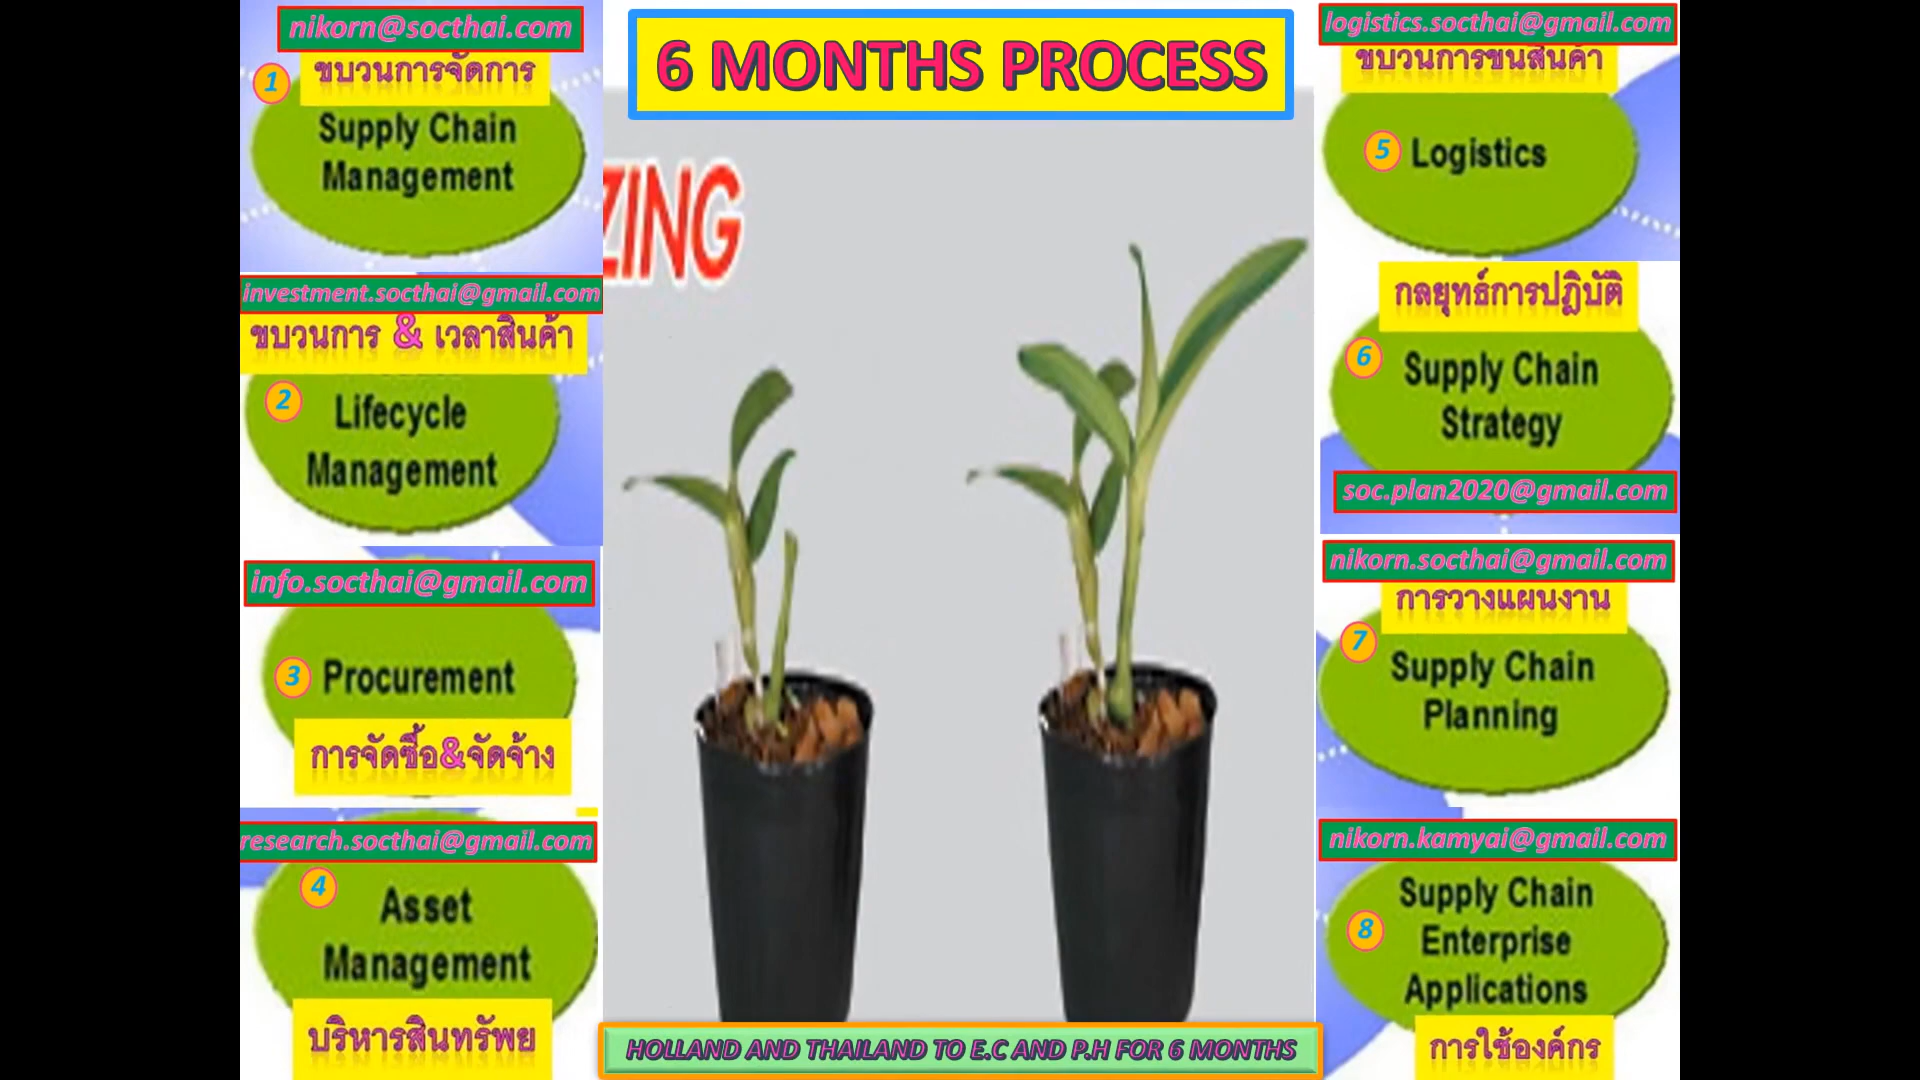 nikorn@socthai.com
ขบวนการจัดการ
1
Supply Chain
Management
investment.socthai@gmail.com
ขบวนการ & เวลาสินค้า
2
Lifecycle
Management
info.socthai@gmail.com
3 Procurement
การจัดซื้อ&จัดจ้าง
research.socthai@gmail.com
4
Asset
Management
บริหารสินทรัพย
6 MONTHS PROCESS
ZING
HOLLAND AND THAILAND TO E.C AND P.H FOR 6 MONTHS
logistics.socthai@gmail.com
ขบวนการขนสินค้า
5 Logistics
กลยุทธ์การปฎิบัติ
6
Supply Chain
Strategy
soc.plan2020@gmail.com
nikorn.socthai@gmail.com
การวางแผนงาน
7
Supply Chain
Planning
nikorn.kamyai@gmail.com
8
Supply Chain
Enterprise
Applications
การใช้องค์กร